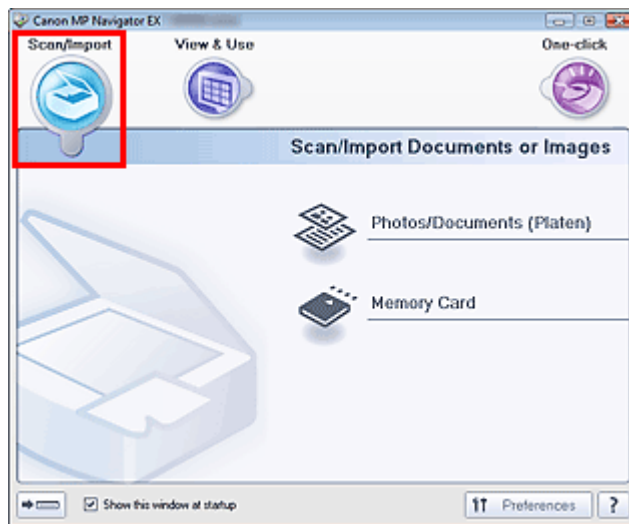 Canon MP Navigator EX
Scan/Import View & Use One-click
Scan/Import Documents or Images
Photos/Documents (Platen)
Memory Card
Show this window at startup
Preferences ?